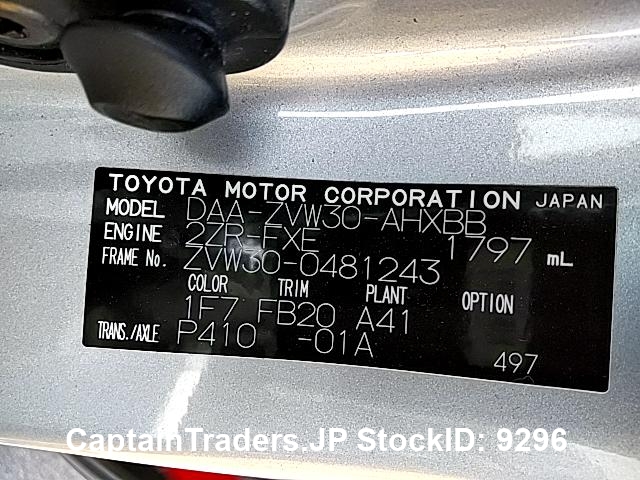 TOYOTA MOTOR CORPORATION JAPAN
MODEL DAA-ZVW30-AHXBB
ENGINE 2ZR-FXE 1797 mL
FRAME No. ZVW30-0481243
COLOR TRIM PLANT OPTION
1F7 FB20 A41
TRANS./AXLE P410 -01A
497
CaptainTraders.JP StockID: 9296